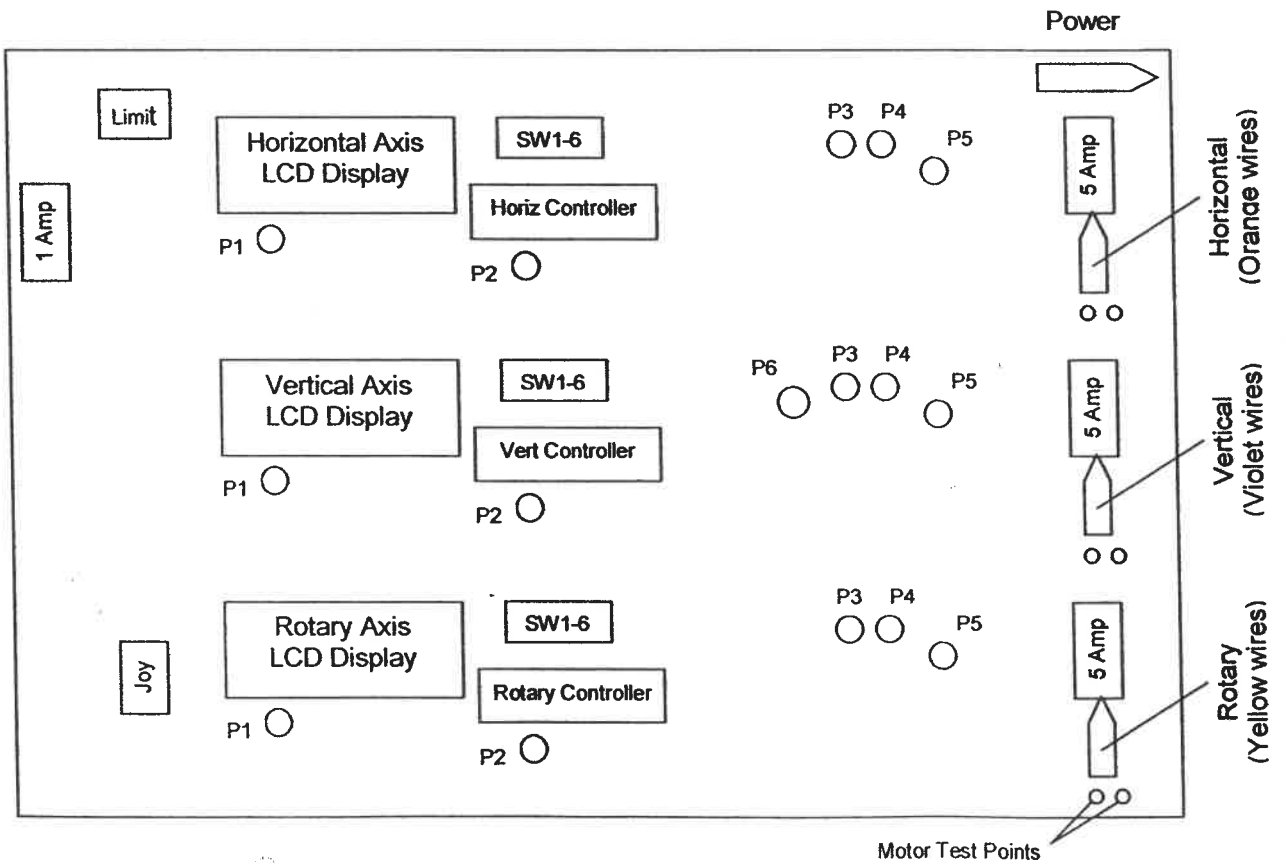 Power
Limit
Horizontal Axis
LCD Display
SW1-6
P3 P4
P5
5 Amp
Horizontal
(Orange wires)
1 Amp
Horiz Controller
P1
P2
Vertical Axis
LCD Display
SW1-6
P6
P3 P4
P5
5 Amp
Vertical
(Violet wires)
Vert Controller
P1
P2
Rotary Axis
LCD Display
SW1-6
P3 P4
P5
5 Amp
Rotary
(Yellow wires)
Joy
Rotary Controller
P1
P2
Motor Test Points